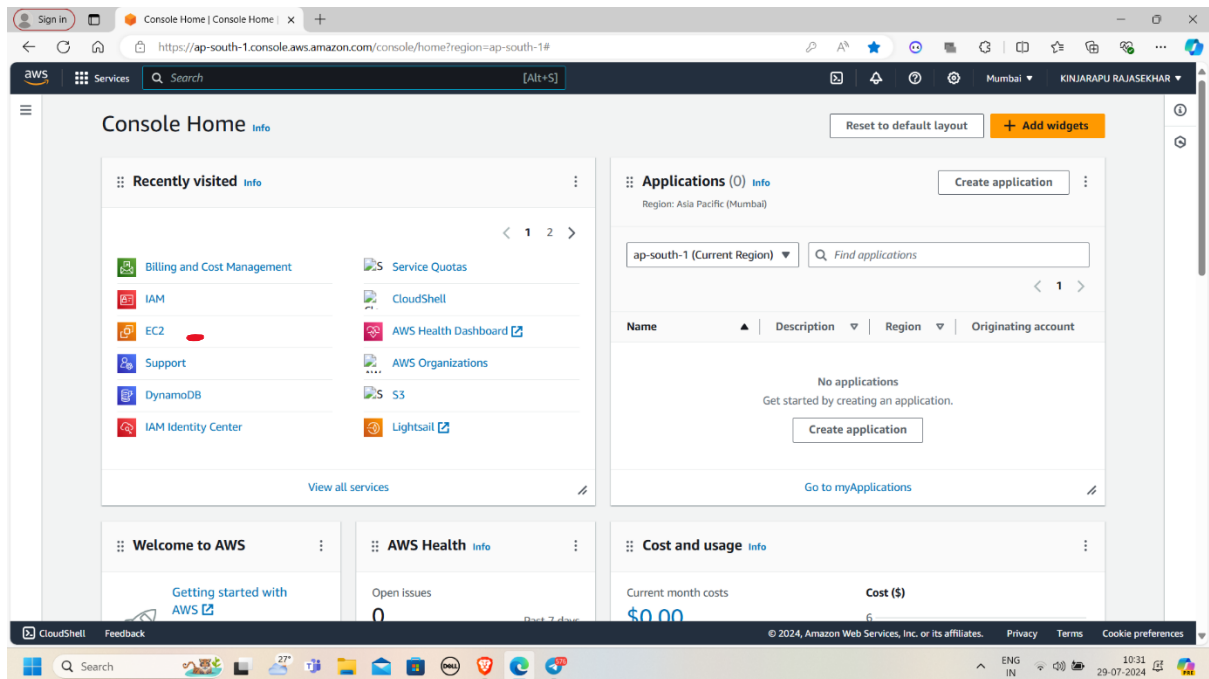 Sign in
Console Home | Console Home |
https://ap-south-1.console.aws.amazon.com/console/home?region=ap-south-1#
aws
Services
Search [Alt+S]
Mumbai
KINJARAPU RAJASEKHAR
Console Home Info
Reset to default layout
+ Add widgets
Recently visited Info
1 2
Billing and Cost Management
IAM
EC2
Support
DynamoDB
IAM Identity Center
S Service Quotas
CloudShell
AWS Health Dashboard
AWS Organizations
S S3
Lightsail
View all services
Applications (0) Info
Region: Asia Pacific (Mumbai)
Create application
ap-south-1 (Current Region)
Find applications
1
Name Description Region Originating account
No applications
Get started by creating an application.
Create application
Go to myApplications
Welcome to AWS
Getting started with
AWS
AWS Health Info
Open issues
0 Past 7 days
Cost and usage Info
Current month costs
$0.00
Cost ($)
6
CloudShell Feedback
© 2024, Amazon Web Services, Inc. or its affiliates. Privacy Terms Cookie preferences
Search
27°
DELL
ENG
IN
10:31
29-07-2024
PRE